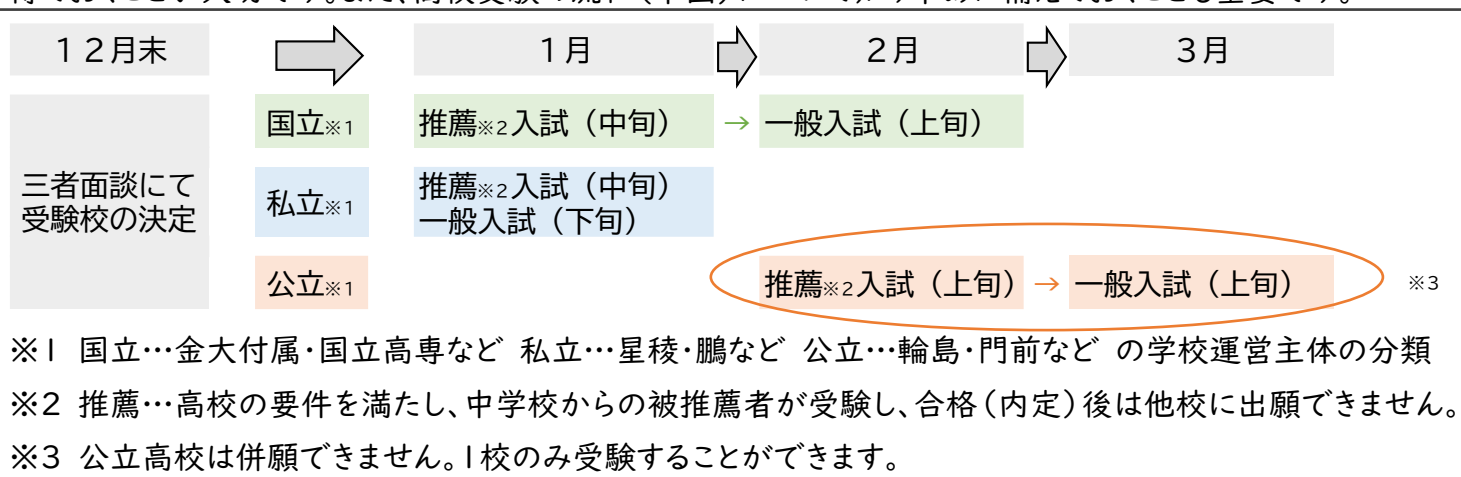 12月末 1月 2月 3月
国立※1 推薦※2入試（中旬） → 一般入試（上旬）
三者面談にて
受験校の決定
私立※1 推薦※2入試（中旬）
一般入試（下旬）
公立※1 推薦※2入試（上旬） → 一般入試（上旬） ※3
※1 国立…金大付属・国立高専など 私立…星稜・鵬など 公立…輪島・門前など の学校運営主体の分類
※2 推薦…高校の要件を満たし、中学校からの被推薦者が受験し、合格（内定）後は他校に出願できません。
※3 公立高校は併願できません。1校のみ受験することができます。